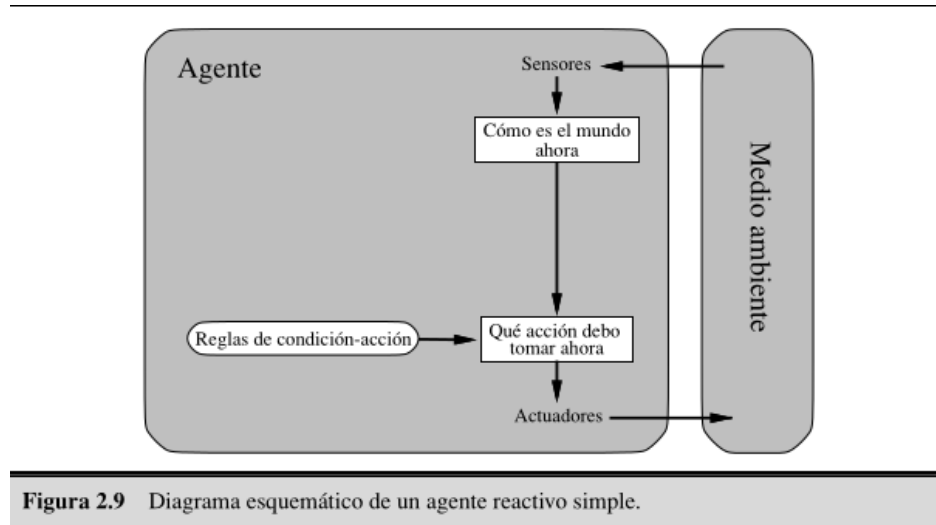 Agente
Sensores
Cómo es el mundo
ahora
Medio ambiente
Reglas de condición-acción
Qué acción debo
tomar ahora
Actuadores
Figura 2.9 Diagrama esquemático de un agente reactivo simple.